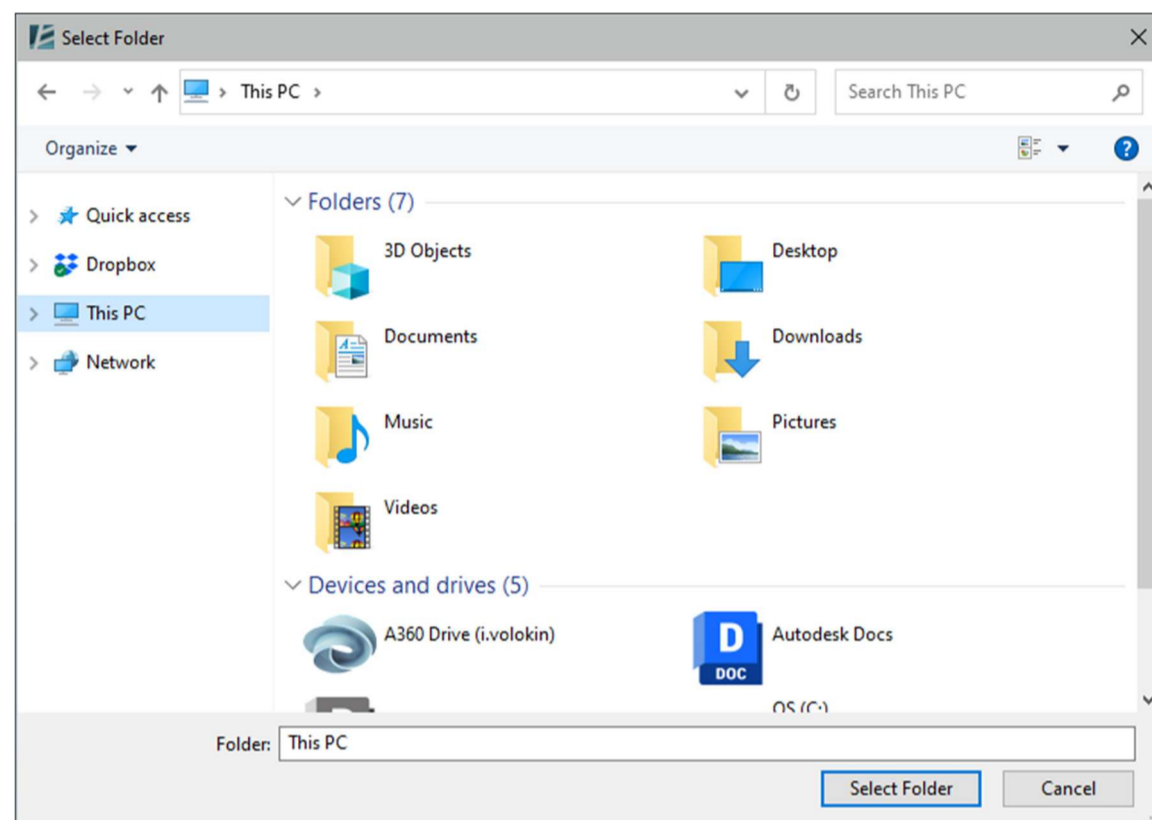 Select Folder
This PC
Search This PC
Organize
Quick access
Dropbox
This PC
Network
Folders (7)
3D Objects
Desktop
Documents
Downloads
Music
Pictures
Videos
Devices and drives (5)
A360 Drive (i.volokin)
Autodesk Docs
D
DOC
OS (C:)
Folder: This PC
Select Folder
Cancel